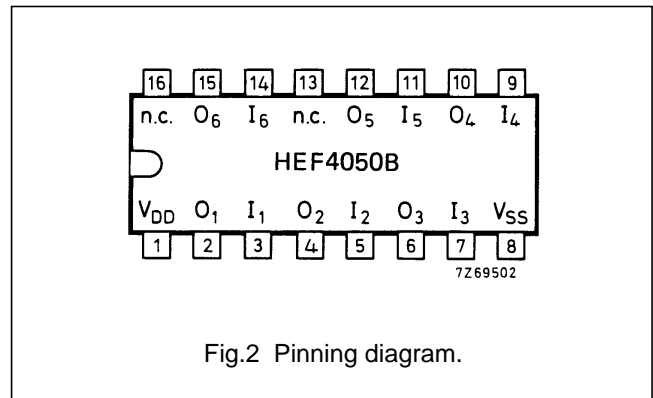 16 15 14 13 12 11 10 9
n.c. O6 I6 n.c. O5 I5 O4 I4
HEF4050B
VDD O1 I1 O2 I2 O3 I3 VSS
1 2 3 4 5 6 7 8
7Z69502
Fig.2 Pinning diagram.